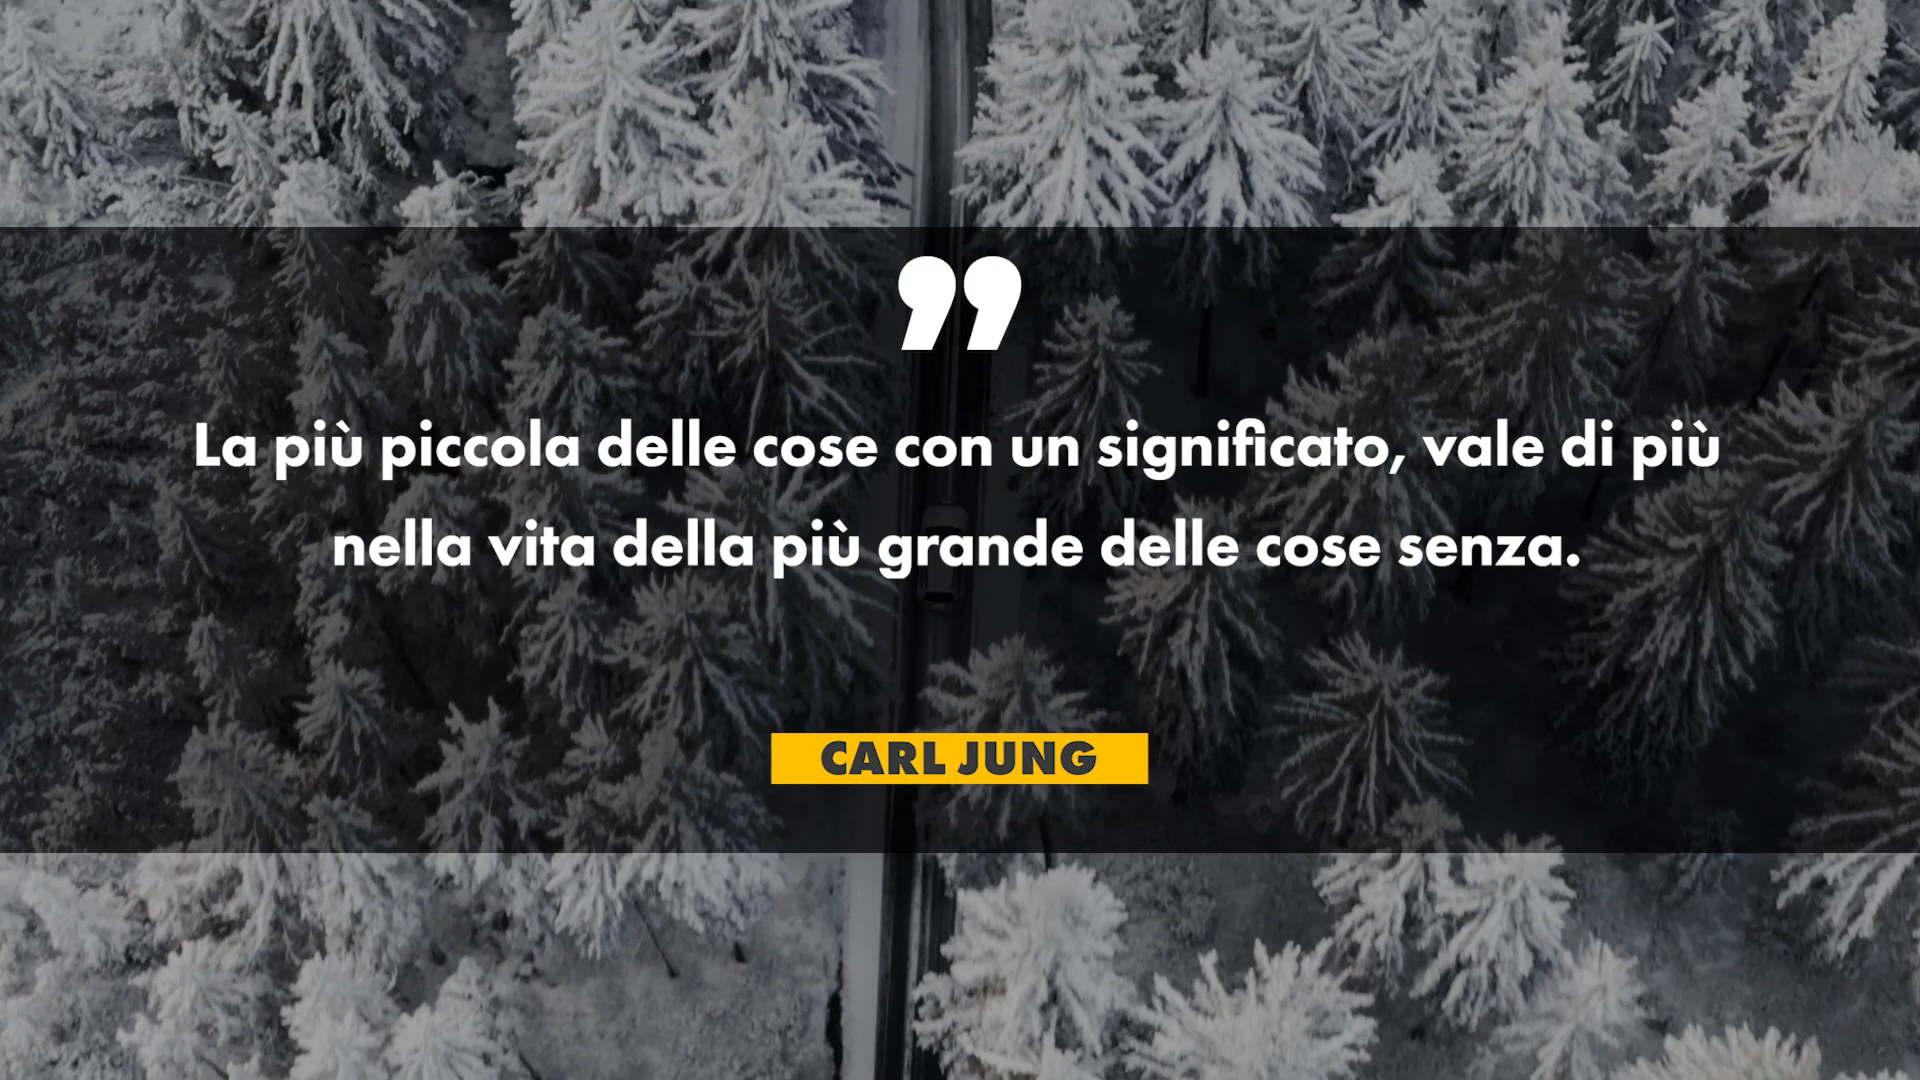 ”
La più piccola delle cose con un significato, vale di più
nella vita della più grande delle cose senza.
CARL JUNG